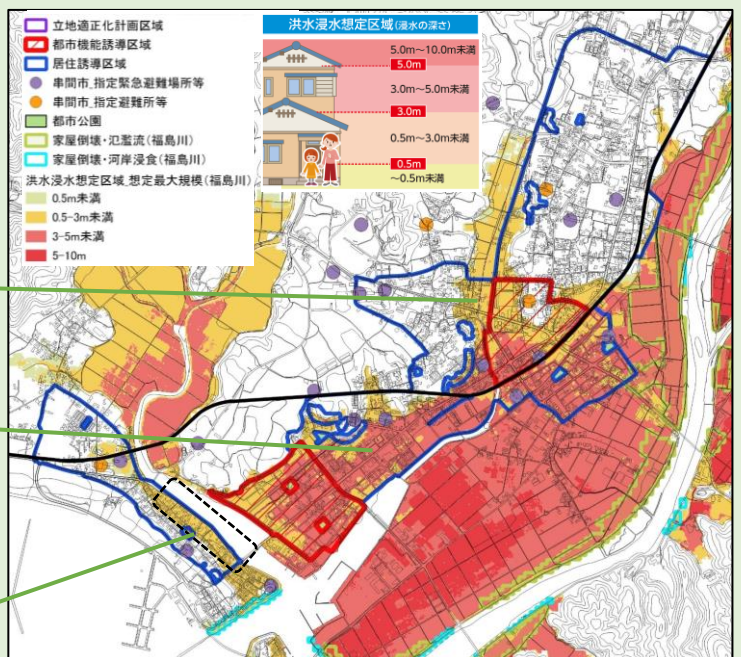 立地適正化計画区域
都市機能誘導区域
居住誘導区域
串間市_指定緊急避難場所等
串間市_指定避難所等
都市公園
家屋倒壊・氾濫流(福島川)
家屋倒壊・河岸浸食(福島川)
洪水浸水想定区域_想定最大規模(福島川)
0.5m未満
0.5-3m未満
3-5m未満
5-10m
洪水浸水想定区域(浸水の深さ)
5.0m～10.0m未満
5.0m
3.0m～5.0m未満
3.0m
0.5m～3.0m未満
0.5m
～0.5m未満